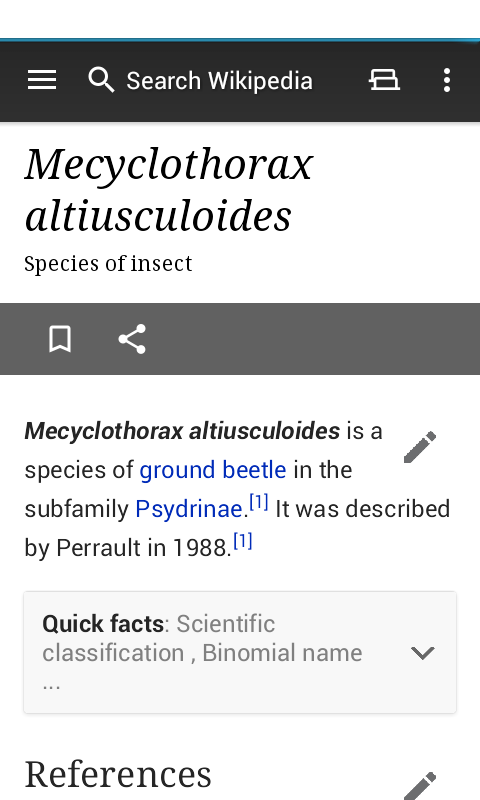 Search Wikipedia
Mecyclothorax
altiusculoides
Species of insect
Mecyclothorax altiusculoides is a
species of ground beetle in the
subfamily Psydrinae.[1] It was described
by Perrault in 1988.[1]
Quick facts: Scientific
classification , Binomial name
...
References